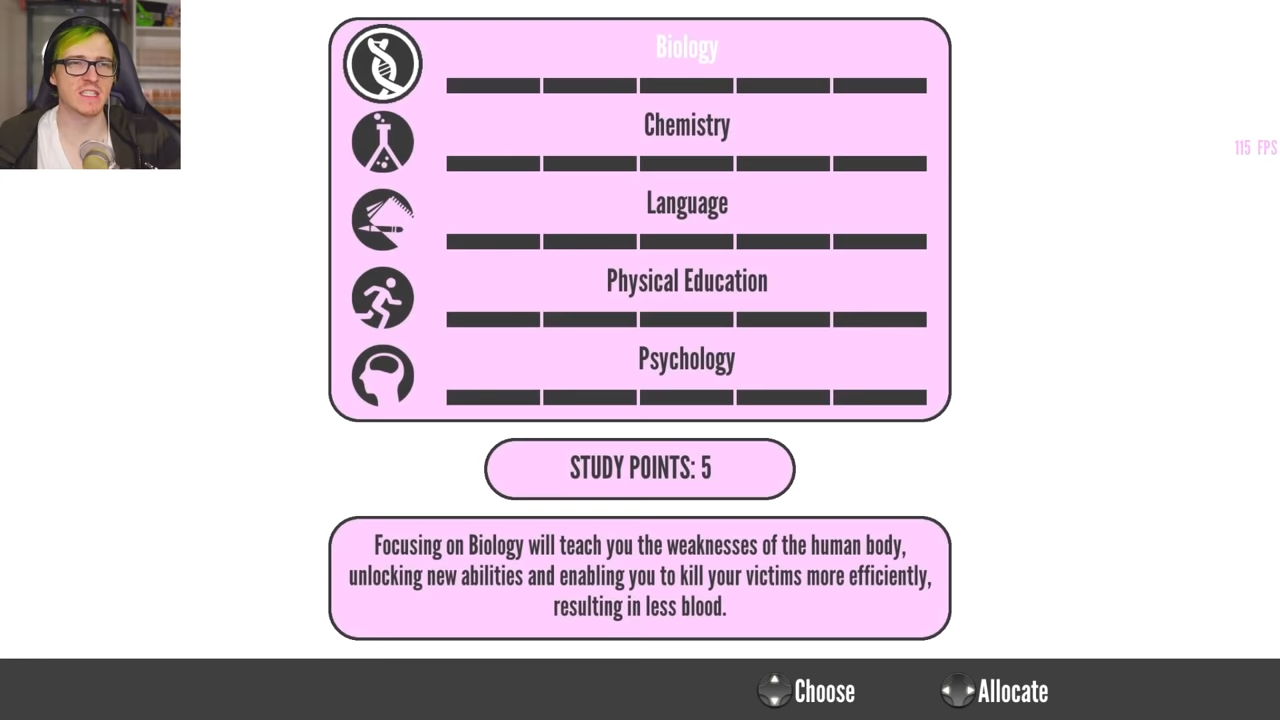 Biology
Chemistry
Language
Physical Education
Psychology
115 FPS
STUDY POINTS: 5
Focusing on Biology will teach you the weaknesses of the human body,
unlocking new abilities and enabling you to kill your victims more efficiently,
resulting in less blood.
Choose
Allocate